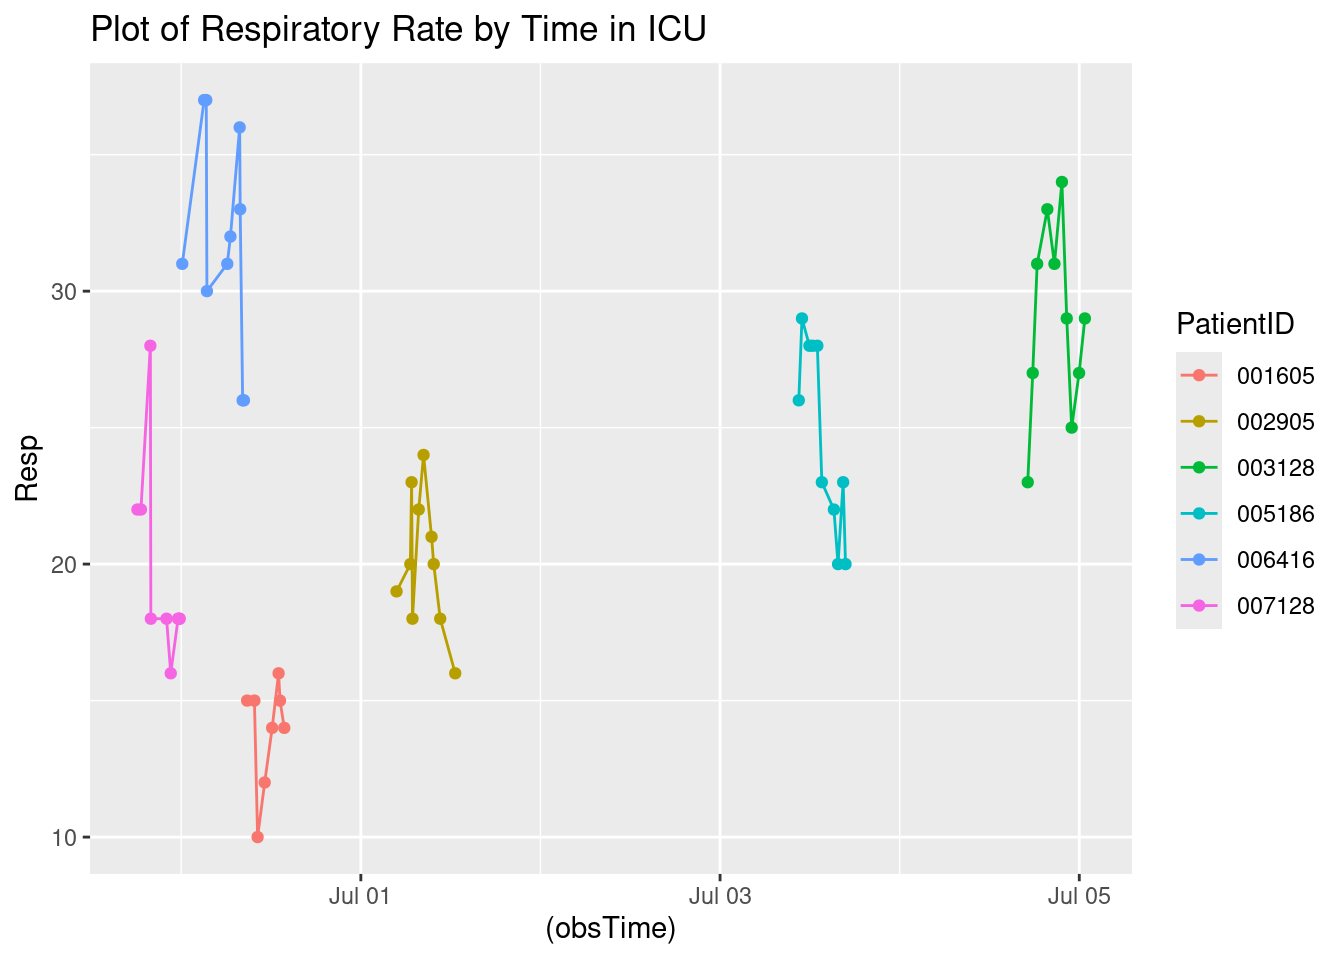 Plot of Respiratory Rate by Time in ICU
Resp
30
20
10
Jul 01
Jul 03
Jul 05
(obsTime)
PatientID
001605
002905
003128
005186
006416
007128